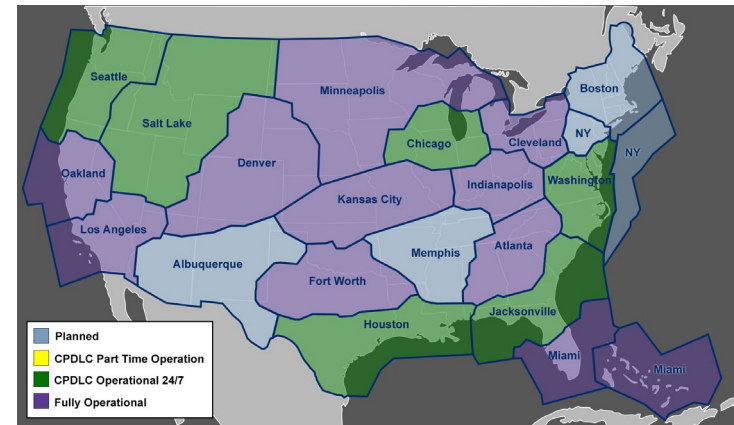 Seattle
Minneapolis
Boston
Salt Lake
Chicago
Cleveland
NY
NY
Denver
Oakland
Indianapolis
Washington
Kansas City
Los Angeles
Albuquerque
Memphis
Atlanta
Fort Worth
Houston
Jacksonville
Miami
Miami
Planned
CPDLC Part Time Operation
CPDLC Operational 24/7
Fully Operational